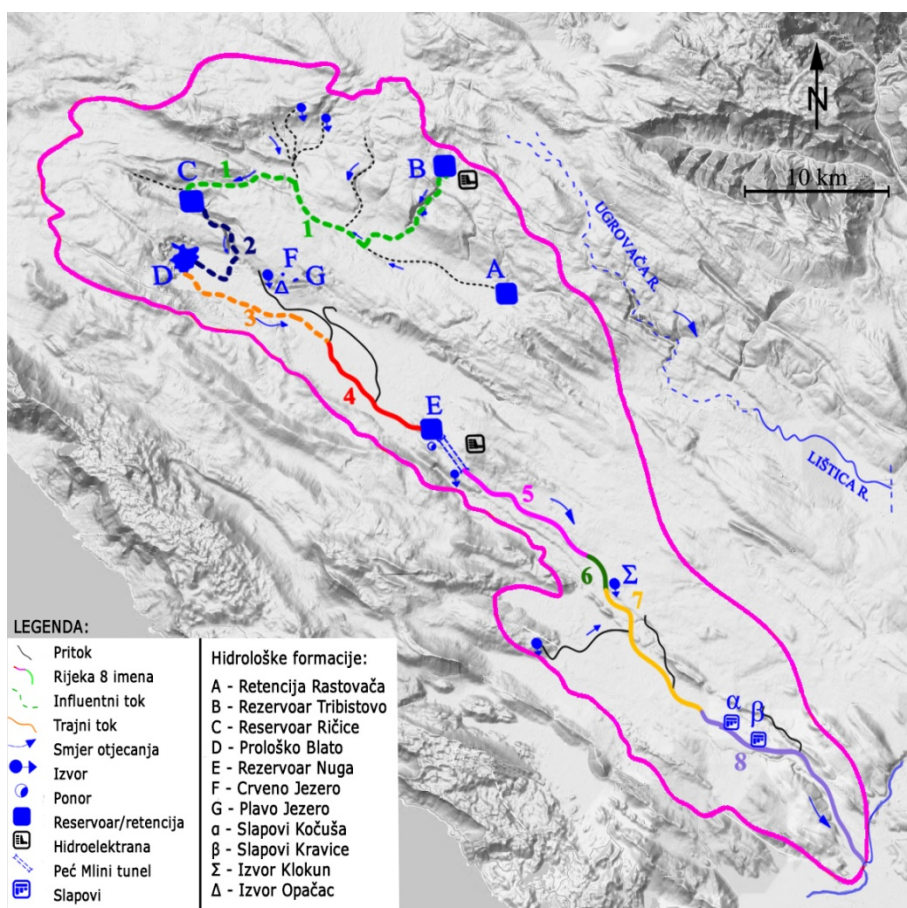 N
10 km
B
C
1
1
2
F
G
D
A
UGROVAČA R.
3
4
E
LIŠTICA R.
5
6
Σ
7
α
β
8
Δ
LEGENDA:
Pritok
Rijeka 8 imena
Influentni tok
Trajni tok
Smjer otjecanja
Izvor
Ponor
Reservoar/retencija
Hidroelektrana
Peć Mlini tunel
Slapovi
Hidrološke formacije:
A - Retencija Rastovača
B - Rezervoar Tribistovo
C - Reservoar Ričice
D - Prološko Blato
E - Rezervoar Nuga
F - Crveno Jezero
G - Plavo Jezero
α - Slapovi Kočuša
β - Slapovi Kravice
Σ - Izvor Klokun
Δ - Izvor Opačac